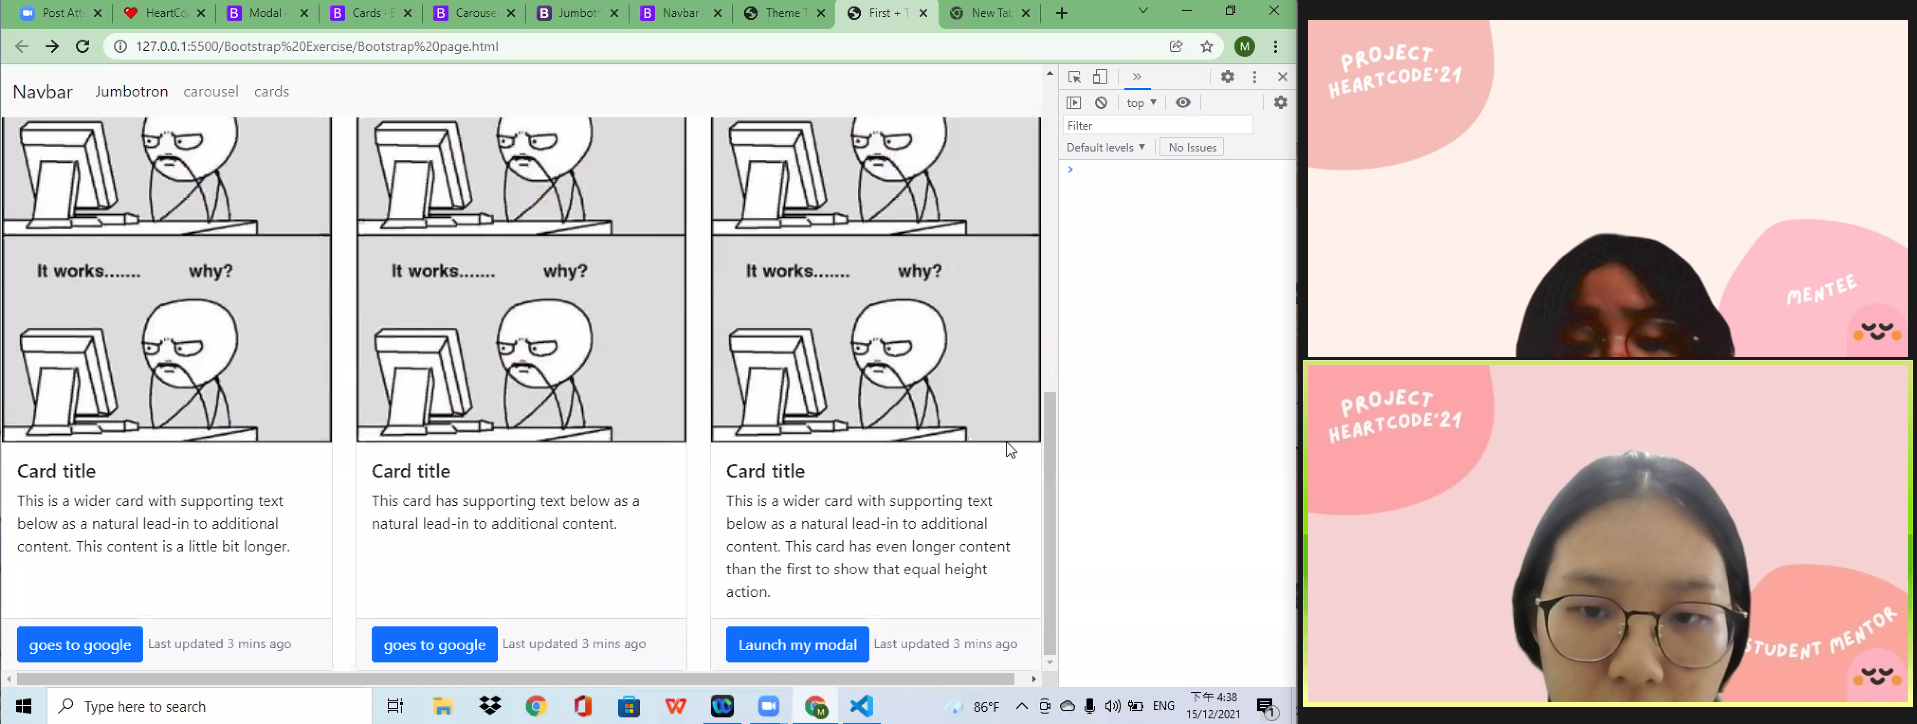 Post Att
HeartCo
Modal
Cards · B
Carouse
Jumbotr
Navbar
Theme T
First + T
New Tab
127.0.0.1:5500/Bootstrap%20Exercise/Bootstrap%20page.html
M
Navbar
Jumbotron
carousel
cards
top
Filter
Default levels
No Issues
It works....... why?
It works....... why?
It works....... why?
Card title
This is a wider card with supporting text
below as a natural lead-in to additional
content. This content is a little bit longer.
goes to google
Last updated 3 mins ago
Card title
This card has supporting text below as a
natural lead-in to additional content.
goes to google
Last updated 3 mins ago
Card title
This is a wider card with supporting text
below as a natural lead-in to additional
content. This card has even longer content
than the first to show that equal height
action.
Launch my modal
Last updated 3 mins ago
Type here to search
86°F
ENG
下午 4:38
15/12/2021
1
PROJECT
HEARTCODE'21
MENTEE
PROJECT
HEARTCODE'21
STUDENT MENTOR